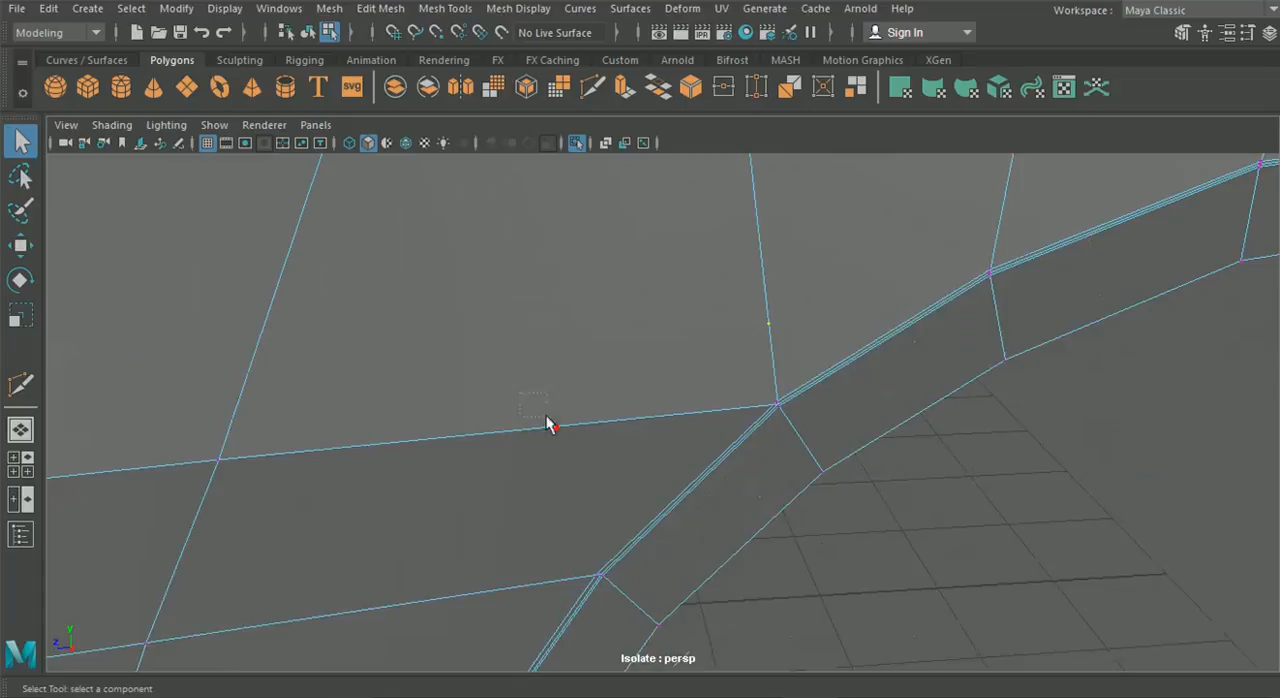 File Edit Create Select Modify Display Windows Mesh Edit Mesh Mesh Tools Mesh Display Curves Surfaces Deform UV Generate Cache Arnold Help Workspace : Maya Classic
Modeling No Live Surface IPR Sign In
Curves / Surfaces Polygons Sculpting Rigging Animation Rendering FX FX Caching Custom Arnold Bifrost MASH Motion Graphics XGen
T SVG
View Shading Lighting Show Renderer Panels
y
z
Isolate : persp
M
Select Tool: select a component